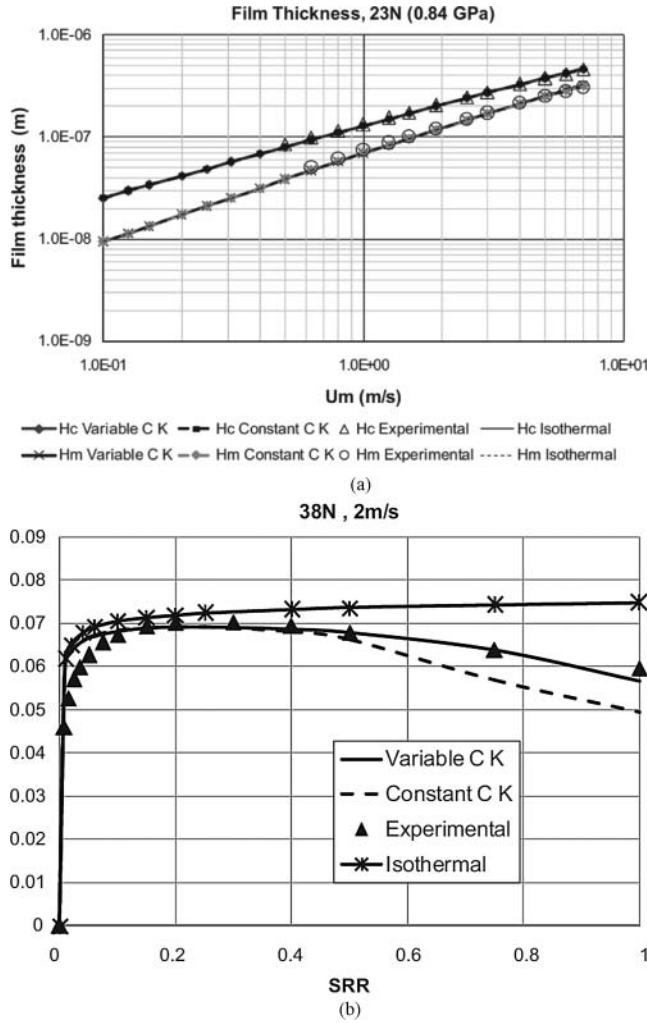 Film Thickness, 23N (0.84 GPa)
1.0E-06
1.0E-07
1.0E-08
1.0E-09
Film thickness (m)
1.0E-01 1.0E+00 1.0E+01
Um (m/s)
Hc Variable C K Hc Constant C K Hc Experimental Hc Isothermal
Hm Variable C K Hm Constant C K Hm Experimental Hm Isothermal
(a)
38N , 2m/s
0.09
0.08
0.07
0.06
0.05
0.04
0.03
0.02
0.01
0
Variable C K
Constant C K
Experimental
Isothermal
0 0.2 0.4 0.6 0.8 1
SRR
(b)